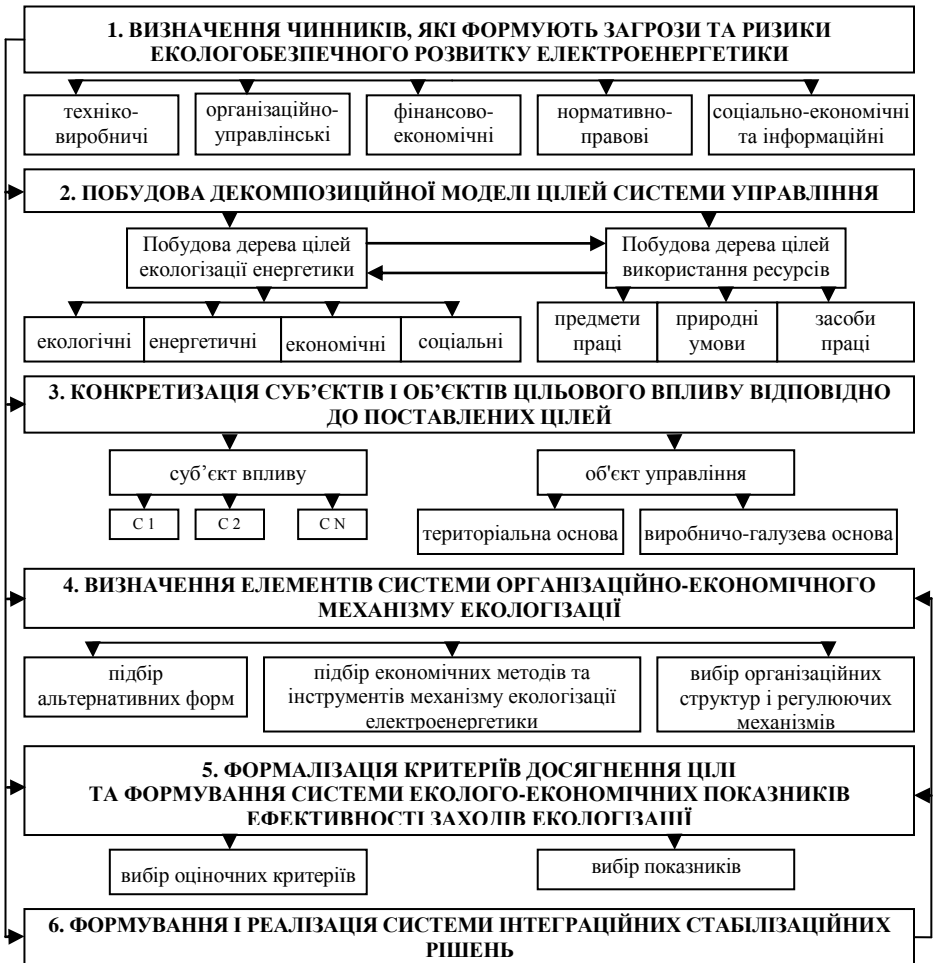 1. ВИЗНАЧЕННЯ ЧИННИКІВ, ЯКІ ФОРМУЮТЬ ЗАГРОЗИ ТА РИЗИКИ
ЕКОЛОГОБЕЗПЕЧНОГО РОЗВИТКУ ЕЛЕКТРОЕНЕРГЕТИКИ
техніко-
виробничі
організаційно-
управлінські
фінансово-
економічні
нормативно-
правові
соціально-економічні
та інформаційні
2. ПОБУДОВА ДЕКОМПОЗИЦІЙНОЇ МОДЕЛІ ЦІЛЕЙ СИСТЕМИ УПРАВЛІННЯ
Побудова дерева цілей
екологізації енергетики
Побудова дерева цілей
використання ресурсів
екологічні
енергетичні
економічні
соціальні
предмети
праці
природні
умови
засоби
праці
3. КОНКРЕТИЗАЦІЯ СУБ’ЄКТІВ І ОБ’ЄКТІВ ЦІЛЬОВОГО ВПЛИВУ ВІДПОВІДНО
ДО ПОСТАВЛЕНИХ ЦІЛЕЙ
суб’єкт впливу
об'єкт управління
С 1
С 2
С N
територіальна основа
виробничо-галузева основа
4. ВИЗНАЧЕННЯ ЕЛЕМЕНТІВ СИСТЕМИ ОРГАНІЗАЦІЙНО-ЕКОНОМІЧНОГО
МЕХАНІЗМУ ЕКОЛОГІЗАЦІЇ
підбір
альтернативних форм
підбір економічних методів та
інструментів механізму екологізації
електроенергетики
вибір організаційних
структур і регулюючих
механізмів
5. ФОРМАЛІЗАЦІЯ КРИТЕРІЇВ ДОСЯГНЕННЯ ЦІЛІ
ТА ФОРМУВАННЯ СИСТЕМИ ЕКОЛОГО-ЕКОНОМІЧНИХ ПОКАЗНИКІВ
ЕФЕКТИВНОСТІ ЗАХОДІВ ЕКОЛОГІЗАЦІЇ
вибір оціночних критеріїв
вибір показників
6. ФОРМУВАННЯ І РЕАЛІЗАЦІЯ СИСТЕМИ ІНТЕГРАЦІЙНИХ СТАБІЛІЗАЦІЙНИХ
РІШЕНЬ